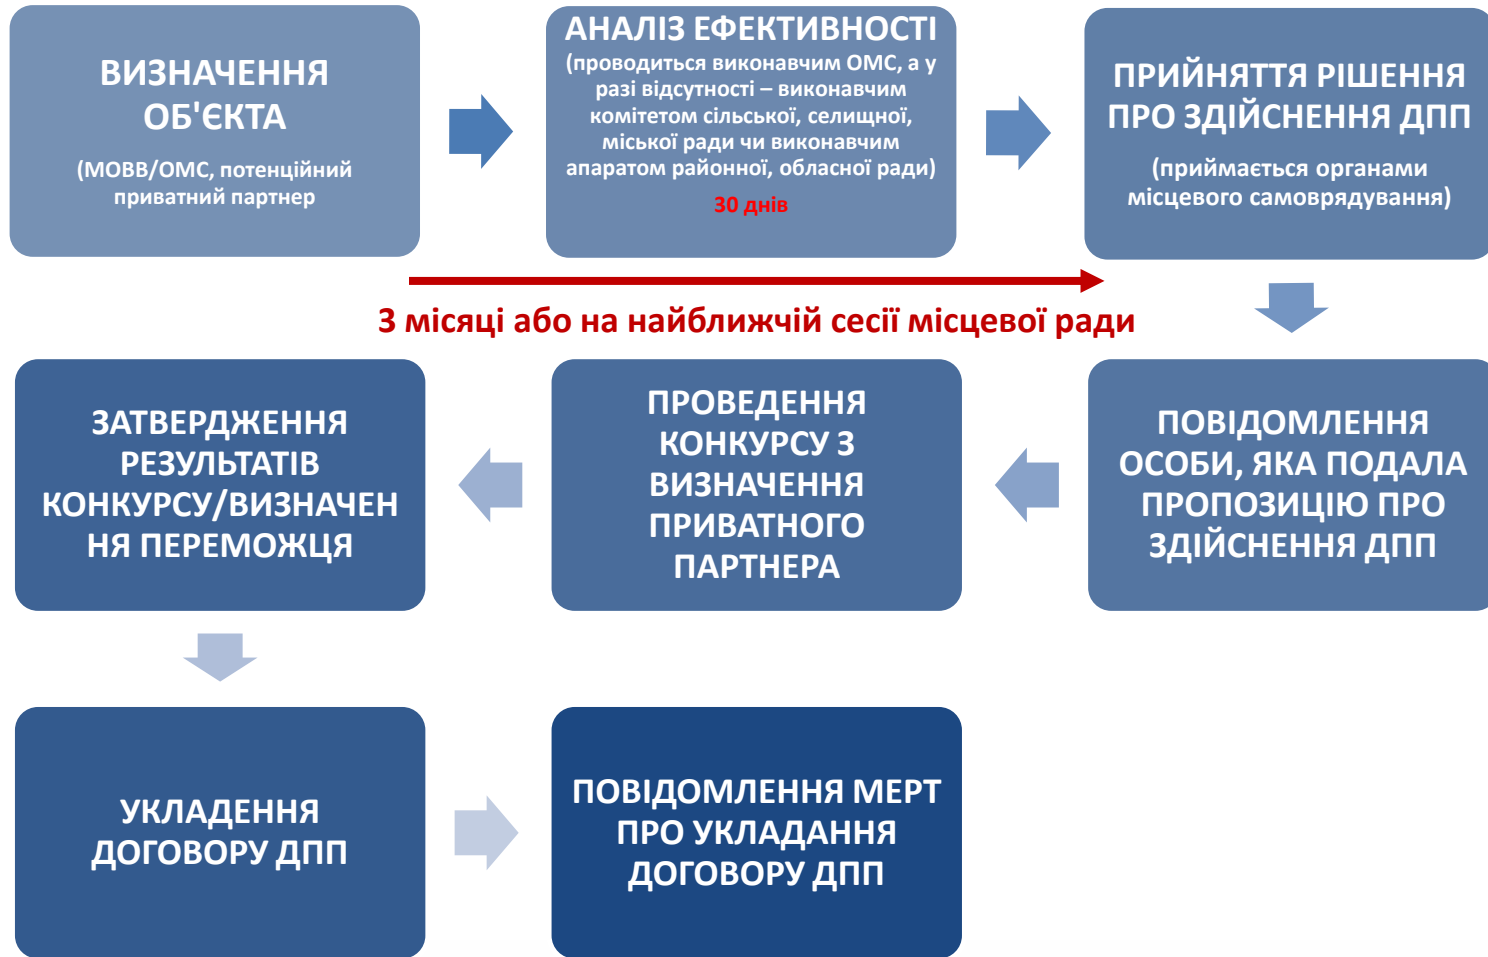 ВИЗНАЧЕННЯ
ОБ'ЄКТА
(МОВВ/ОМС, потенційний
приватний партнер
АНАЛІЗ ЕФЕКТИВНОСТІ
(проводиться виконавчим ОМС, а у
разі відсутності – виконавчим
комітетом сільської, селищної,
міської ради чи виконавчим
апаратом районної, обласної ради)
30 днів
ПРИЙНЯТТЯ РІШЕННЯ
ПРО ЗДІЙСНЕННЯ ДПП
(приймається органами
місцевого самоврядування)
3 місяці або на найближчій сесії місцевої ради
ПОВІДОМЛЕННЯ
ОСОБИ, ЯКА ПОДАЛА
ПРОПОЗИЦІЮ ПРО
ЗДІЙСНЕННЯ ДПП
ПРОВЕДЕННЯ
КОНКУРСУ З
ВИЗНАЧЕННЯ
ПРИВАТНОГО
ПАРТНЕРА
ЗАТВЕРДЖЕННЯ
РЕЗУЛЬТАТІВ
КОНКУРСУ/ВИЗНАЧЕН
НЯ ПЕРЕМОЖЦЯ
УКЛАДЕННЯ
ДОГОВОРУ ДПП
ПОВІДОМЛЕННЯ МЕРТ
ПРО УКЛАДАННЯ
ДОГОВОРУ ДПП